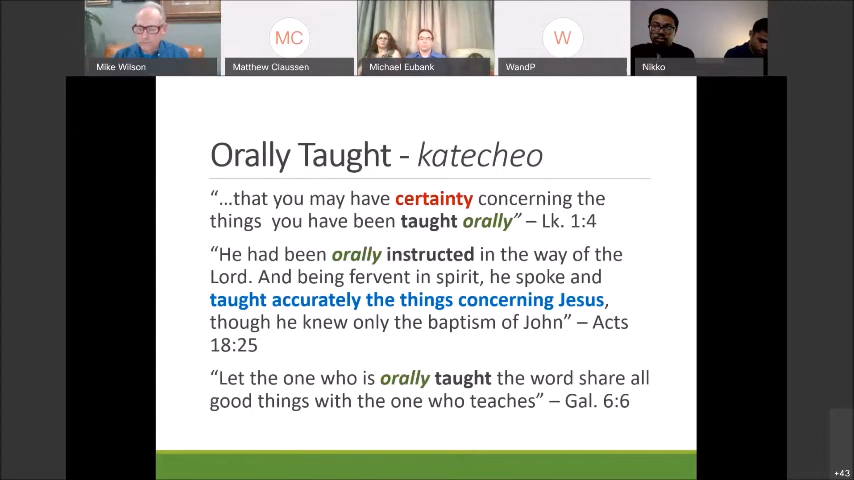 MC
W
Mike Wilson
Matthew Claussen
Michael Eubank
WandP
Nikko
Orally Taught - katecheo
“…that you may have certainty concerning the
things you have been taught orally” – Lk. 1:4
“He had been orally instructed in the way of the
Lord. And being fervent in spirit, he spoke and
taught accurately the things concerning Jesus,
though he knew only the baptism of John” – Acts
18:25
“Let the one who is orally taught the word share all
good things with the one who teaches” – Gal. 6:6
+43